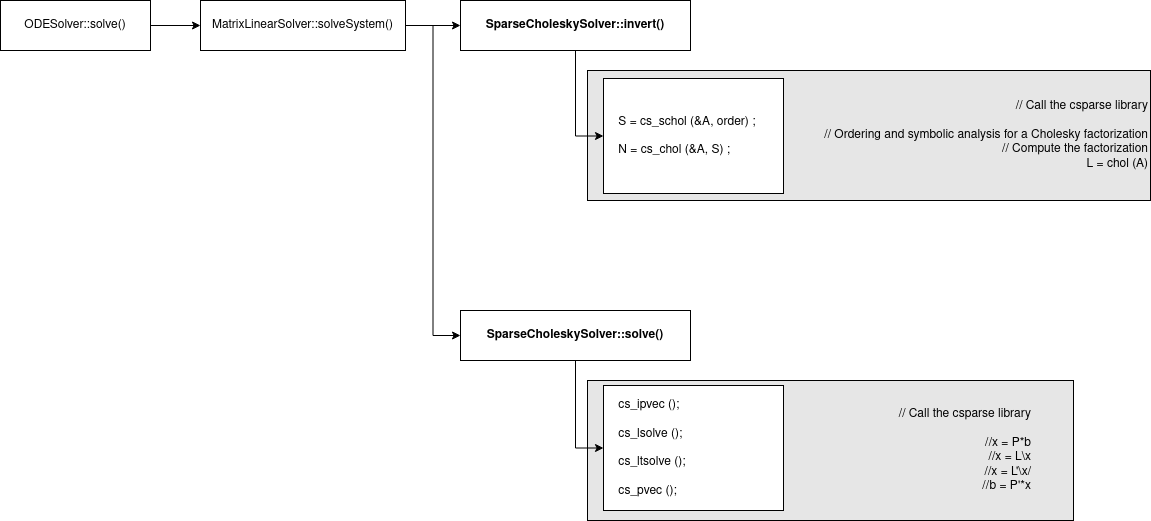 ODESolver::solve()
MatrixLinearSolver::solveSystem()
SparseCholeskySolver::invert()
S = cs_schol (&A, order) ;
N = cs_chol (&A, S) ;
// Call the csparse library
// Ordering and symbolic analysis for a Cholesky factorization
// Compute the factorization
L = chol (A)
SparseCholeskySolver::solve()
cs_ipvec ();
cs_lsolve ();
cs_ltsolve ();
cs_pvec ();
// Call the csparse library
//x = P*b
//x = L\x
//x = L'\x/
//b = P'*x